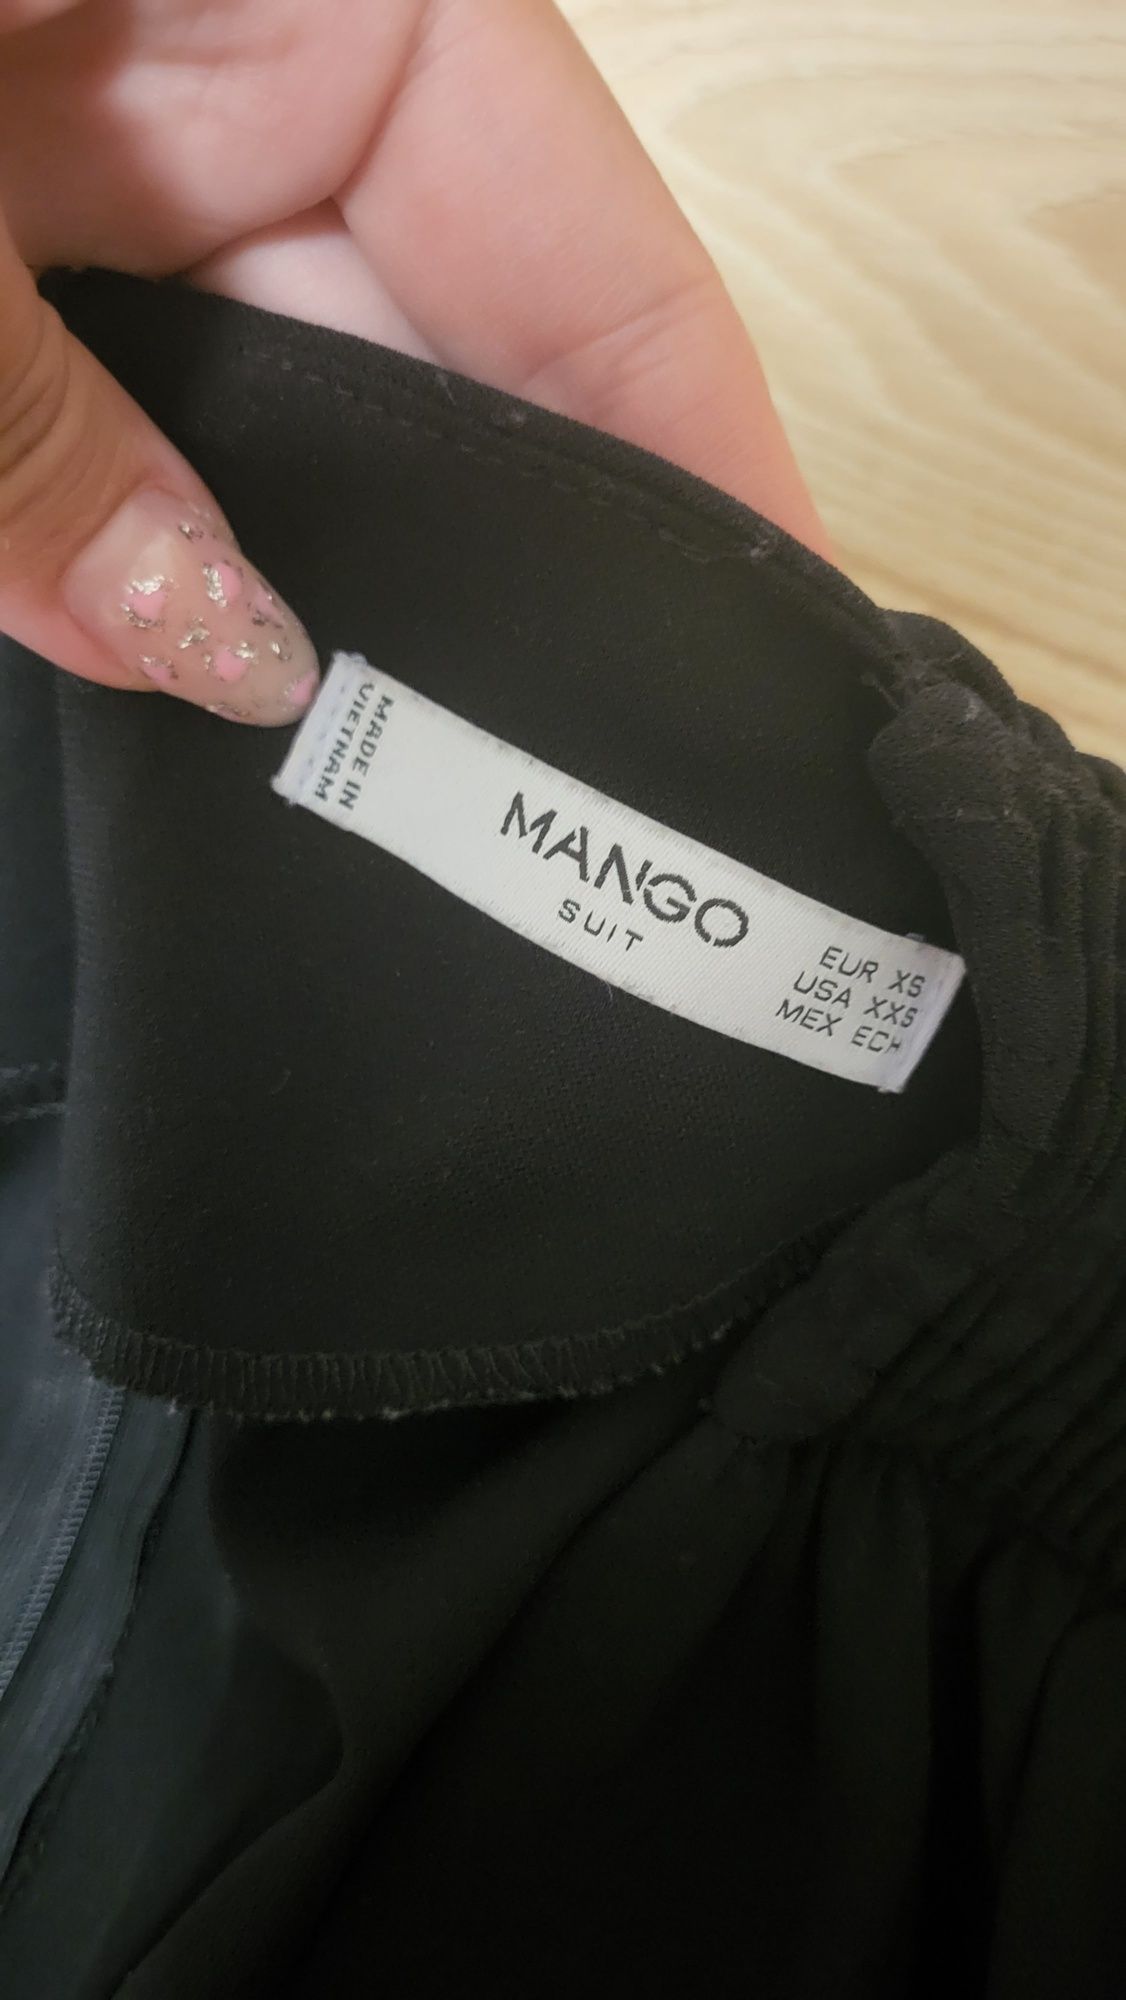 MADE IN
VIETNAM
MANGO
SUIT
EUR XS
USA XXS
MEX ECH